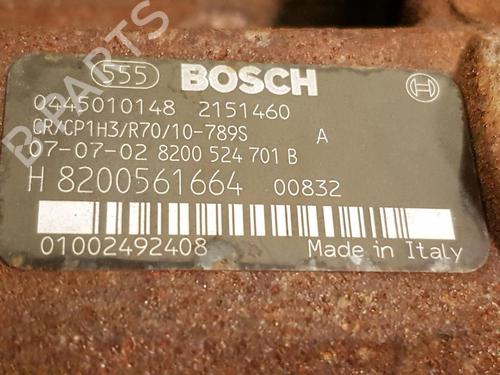 555 BOSCH
0445010148 2151460
CR/CP1H3/R70/10-789S A
07-07-02 8200 524 701 B
H 8200561664 00832
01002492408 Made in Italy
B-PARTS